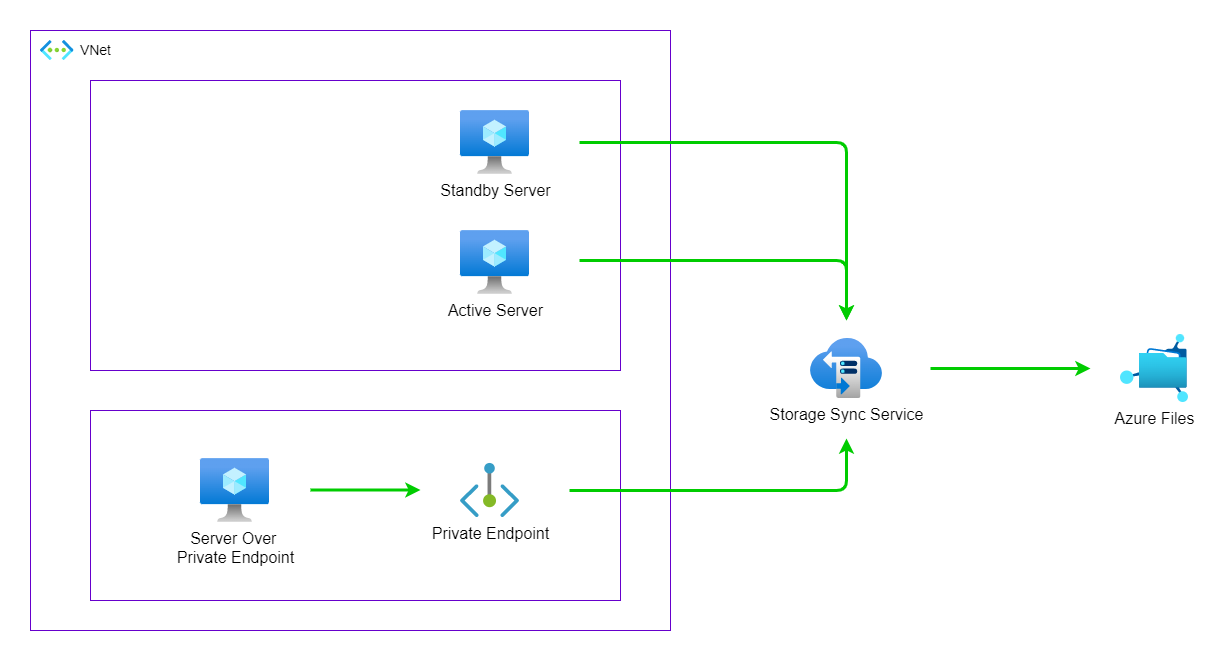 VNet
Standby Server
Active Server
Storage Sync Service
Azure Files
Server Over
Private Endpoint
Private Endpoint